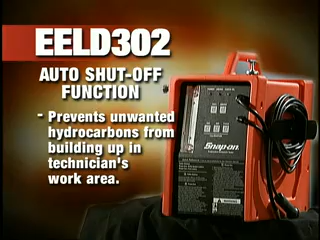 EELD302
AUTO SHUT-OFF
FUNCTION
- Prevents unwanted
hydrocarbons from
building up in
technician's
work area.
Snap-on